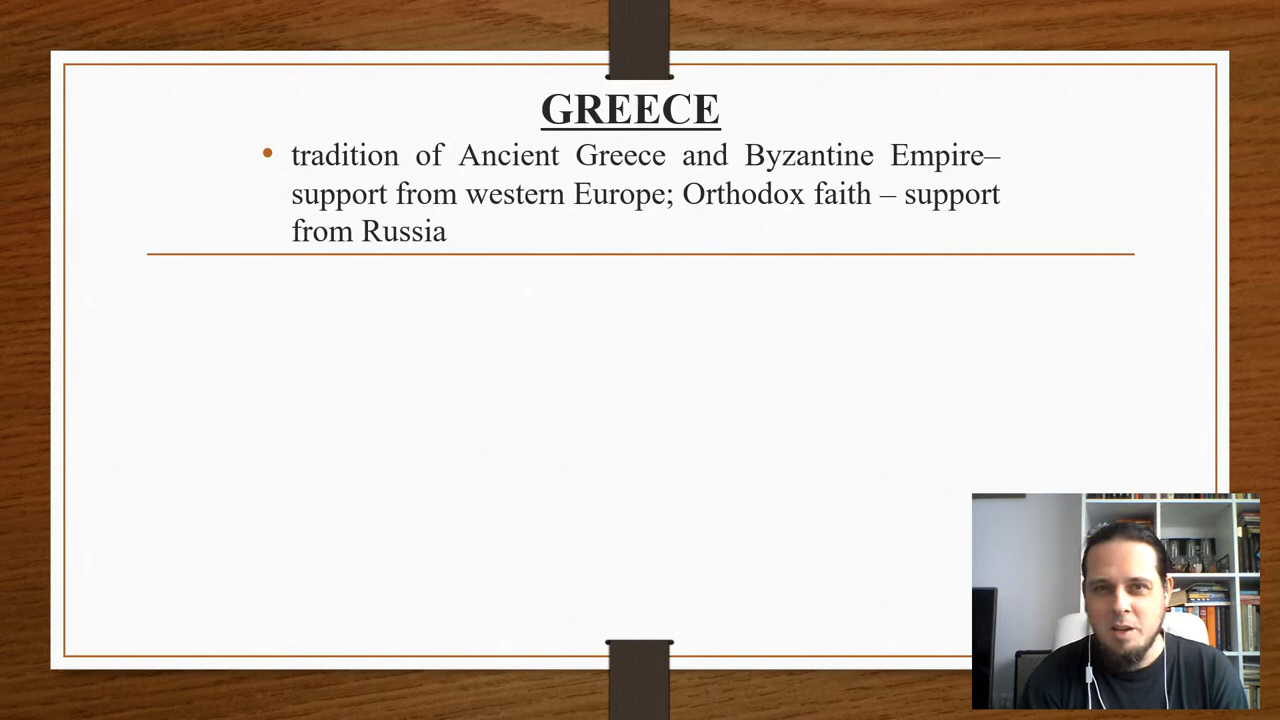 GREECE
• tradition of Ancient Greece and Byzantine Empire–
support from western Europe; Orthodox faith – support
from Russia